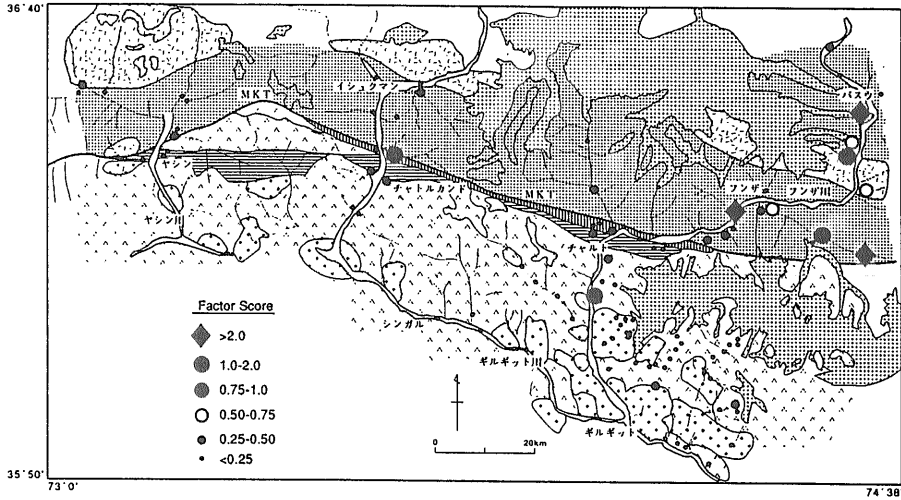 36°40'
イシュクマン
パスウ
MKT
ヤシン
チャトルカンド
MKT
フンザ
フンザ川
ヤシン川
チャルト
Factor Score
>2.0
1.0-2.0
0.75-1.0
0.50-0.75
0.25-0.50
<0.25
シンガル
ギルギット川
ギルギット
0
20km
35°50'
73°0'
74°38